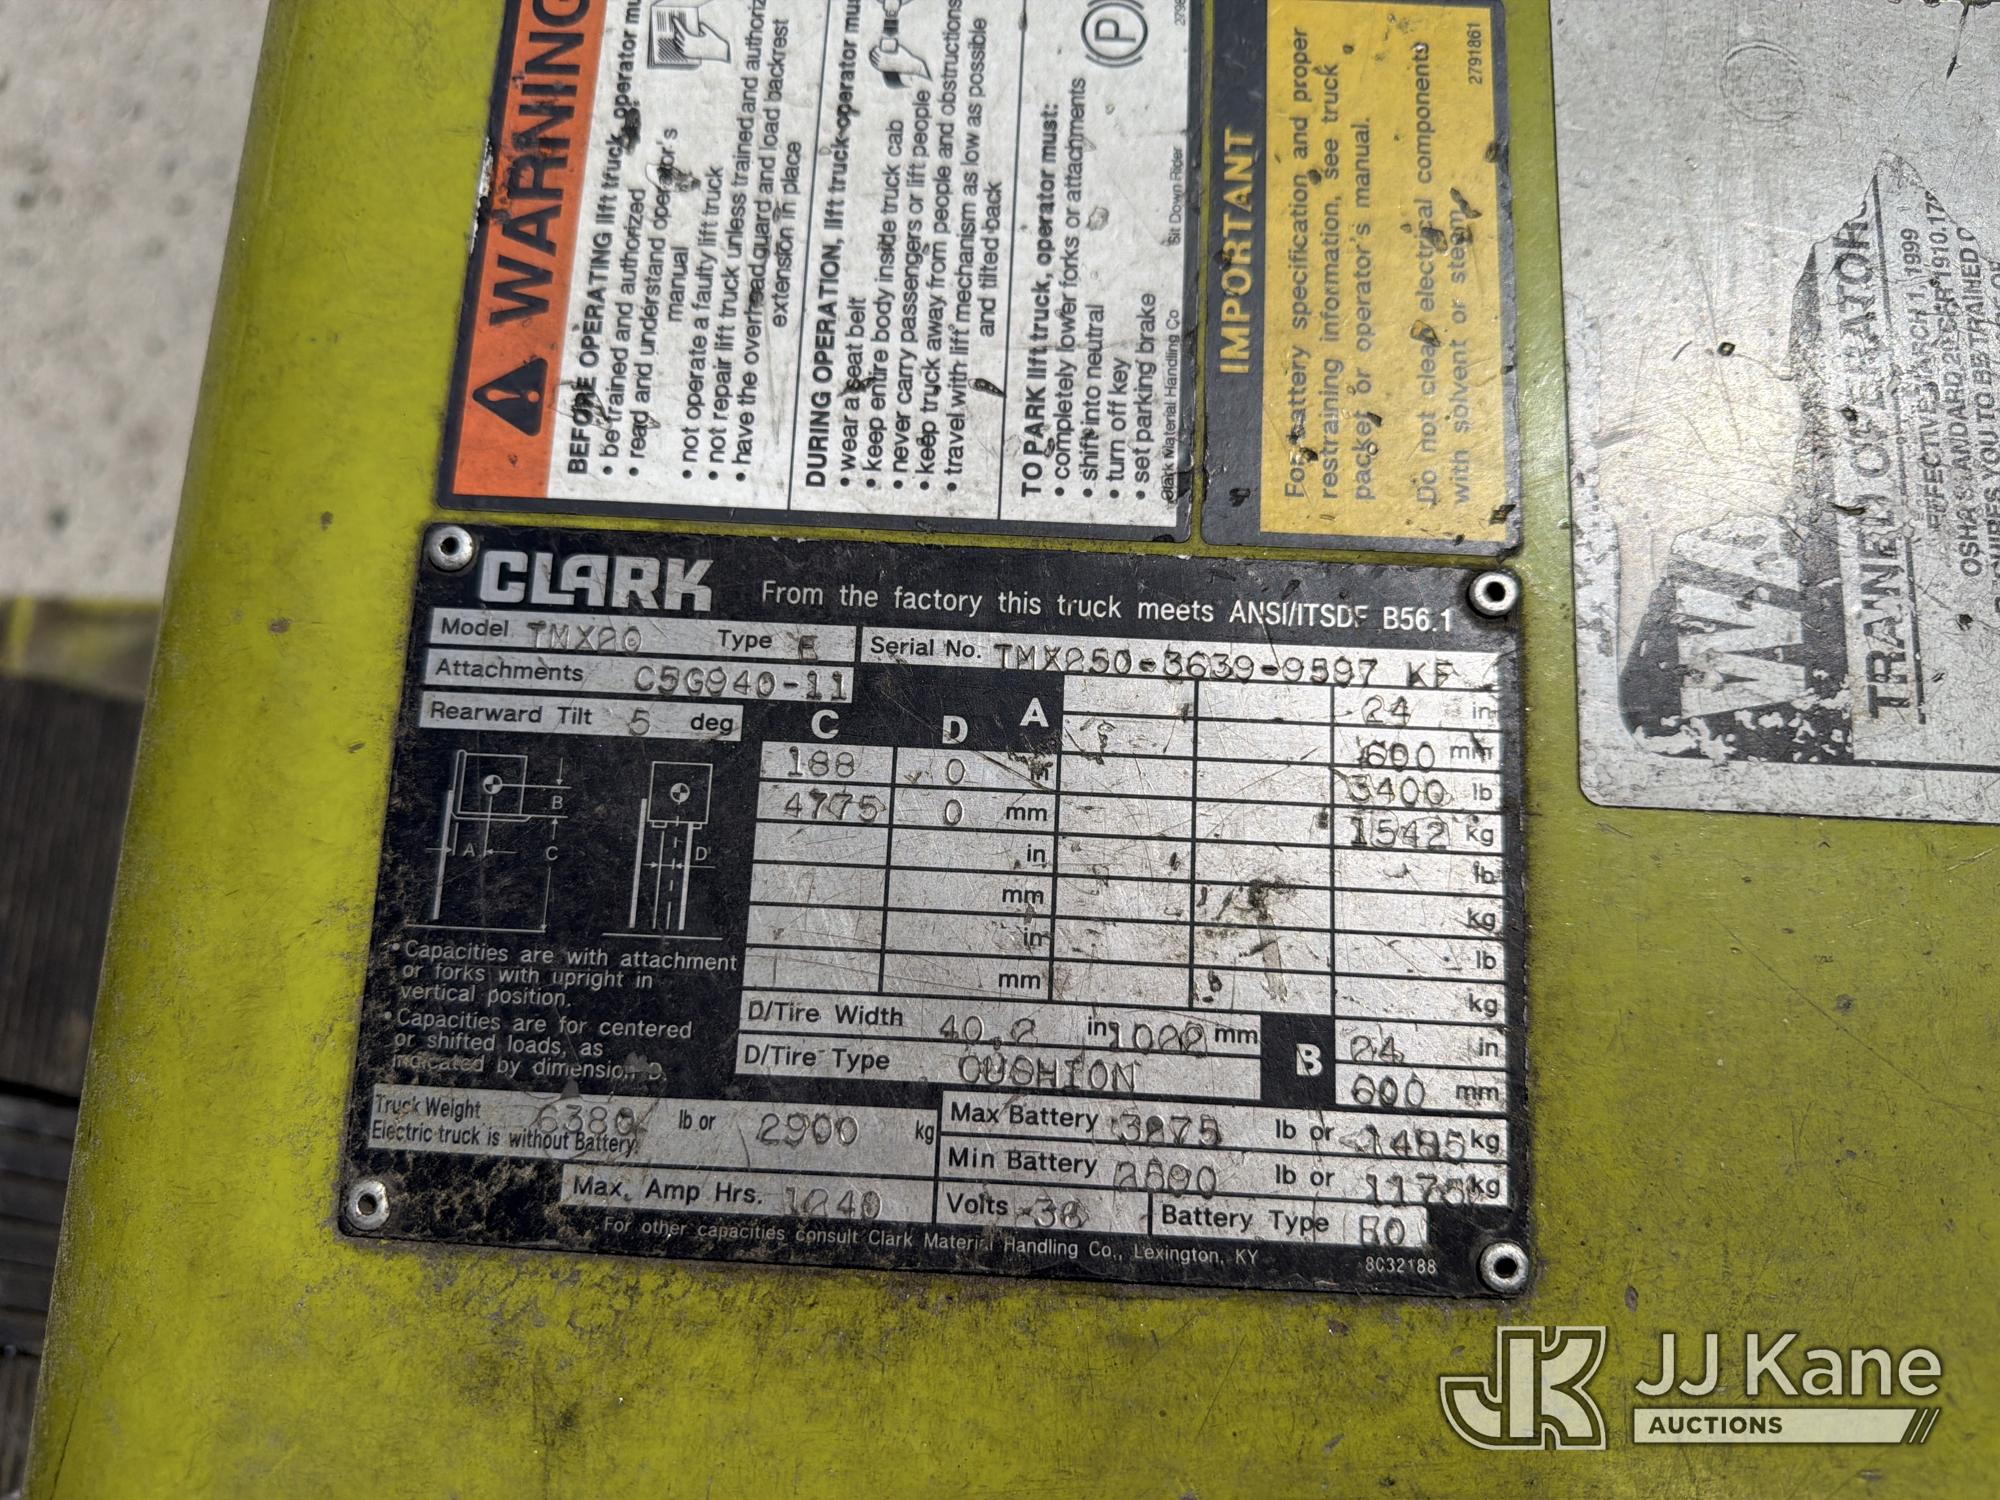 WARNING
BEFORE OPERATING lift truck, operator
• be trained and authorized
• read and understand operator's
manual
• not operate a faulty lift truck
• not repair lift truck unless trained and
• have the overhead guard and load backrest
extension in place
DURING OPERATION, lift truck operator
• wear a seat belt
• keep entire body inside truck cab
• never carry passengers or lift people
• keep truck away from people and obstructions
• travel with lift mechanism as low as possible
and tilted back
TO PARK lift truck, operator must:
• completely lower forks or attachments
• shift into neutral
• turn off key
• set parking brake
Clark Material Handling Co Sit Down Rider
P
IMPORTANT
For battery specification and proper
restraining information, see truck
packet or operator's manual.
Do not clean electrical components
with solvent or steam.
2791861
TRAINED OPERATOR
EFFECTIVE MARCH 1, 1999
OSHA'S STANDARD
YOU TO BE TRAINED
CLARK From the factory this truck meets ANSI/ITSDF B56.1
Model TMX20 Type E Serial No. TMX250-3639-9597 KF
Attachments C5G940-11
Rearward Tilt 5 deg
C D A 24 in
600 mm
188 0 in 3400 lb
4775 0 mm 1542 kg
in lb
mm kg
in lb
mm kg
B A C D
• Capacities are with attachment
or forks with upright in
vertical position.
• Capacities are for centered
or shifted loads, as
indicated by dimension D.
D/Tire Width 40.2 in 1022 mm B 24 in
D/Tire Type CUSHION 600 mm
Truck Weight 6380 lb or 2900 kg
Electric truck is without Battery
Max Battery 3275 lb or 1485 kg
Min Battery lb or kg
Max. Amp Hrs. 1240 Volts Battery Type
For other capacities consult Clark Material Handling Co., Lexington, KY 8032188
JK JJ Kane
AUCTIONS